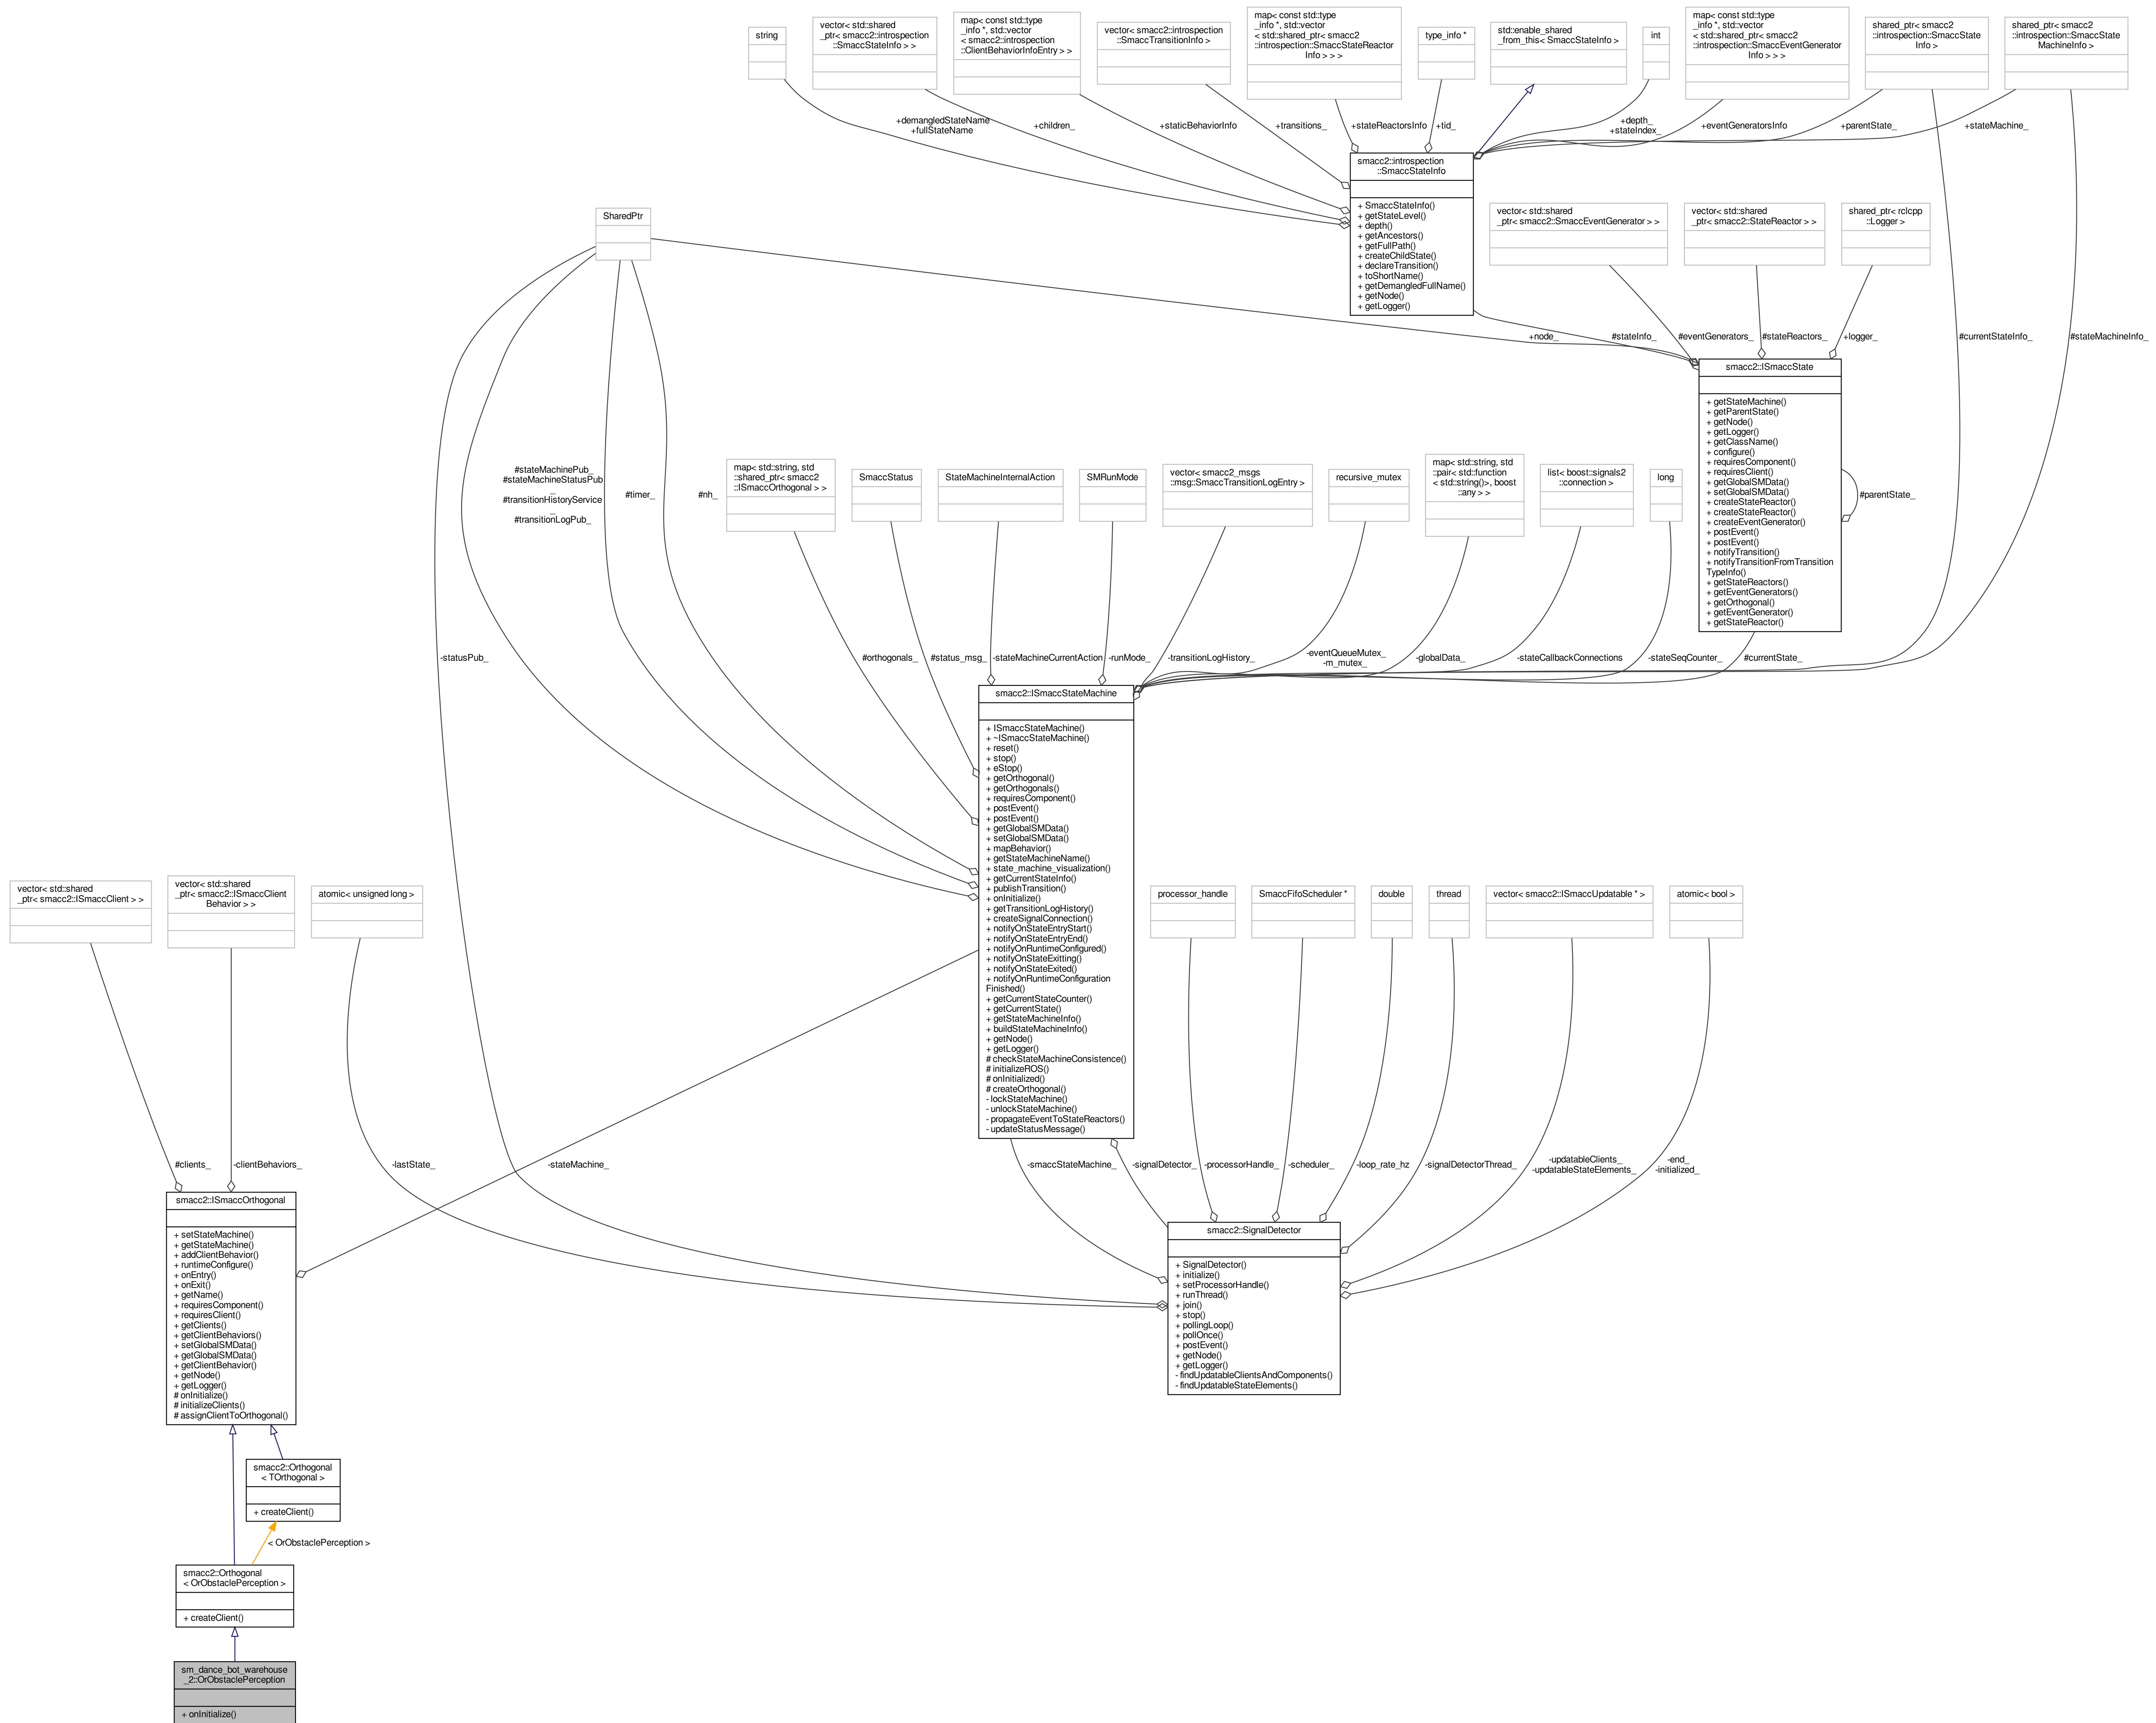 string
vector< std::shared
_ptr< smacc2::introspection
::SmaccStateInfo > >
map< const std::type
_info *, std::vector
< smacc2::introspection
::ClientBehaviorInfoEntry > >
vector< smacc2::introspection
::SmaccTransitionInfo >
map< const std::type
_info *, std::vector
< std::shared_ptr< smacc2
::introspection::SmaccStateReactor
Info > > >
type_info *
std::enable_shared
_from_this< SmaccStateInfo >
int
map< const std::type
_info *, std::vector
< std::shared_ptr< smacc2
::introspection::SmaccEventGenerator
Info > > >
shared_ptr< smacc2
::introspection::SmaccState
Info >
shared_ptr< smacc2
::introspection::SmaccState
MachineInfo >
+demangledStateName
+fullStateName
+children_
+staticBehaviorInfo
+transitions_
+stateReactorsInfo
+tid_
+depth_
+stateIndex_
+eventGeneratorsInfo
+parentState_
+stateMachine_
smacc2::introspection
::SmaccStateInfo
+ SmaccStateInfo()
+ getStateLevel()
+ depth()
+ getAncestors()
+ getFullPath()
+ createChildState()
+ declareTransition()
+ toShortName()
+ getDemangledFullName()
+ getNode()
+ getLogger()
SharedPtr
vector< std::shared
_ptr< smacc2::SmaccEventGenerator > >
vector< std::shared
_ptr< smacc2::StateReactor > >
shared_ptr< rclcpp
::Logger >
+node_
#stateInfo_
#eventGenerators_
#stateReactors_
+logger_
#currentStateInfo_
#stateMachineInfo_
smacc2::ISmaccState
+ getStateMachine()
+ getParentState()
+ getNode()
+ getLogger()
+ getClassName()
+ configure()
+ requiresComponent()
+ requiresClient()
+ getGlobalSMData()
+ setGlobalSMData()
+ createStateReactor()
+ createStateReactor()
+ createEventGenerator()
+ postEvent()
+ postEvent()
+ notifyTransition()
+ notifyTransitionFromTransition
TypeInfo()
+ getStateReactors()
+ getEventGenerators()
+ getOrthogonal()
+ getEventGenerator()
+ getStateReactor()
#parentState_
#stateMachinePub_
#stateMachineStatusPub
_
#transitionHistoryService
_
#transitionLogPub_
#timer_
#nh_
map< std::string, std
::shared_ptr< smacc2
::ISmaccOrthogonal > >
SmaccStatus
StateMachineInternalAction
SMRunMode
vector< smacc2_msgs
::msg::SmaccTransitionLogEntry >
recursive_mutex
map< std::string, std
::pair< std::function
< std::string()>, boost
::any > >
list< boost::signals2
::connection >
long
-statusPub_
#orthogonals_
#status_msg_
-stateMachineCurrentAction
-runMode_
-transitionLogHistory_
-eventQueueMutex_
-m_mutex_
-globalData_
-stateCallbackConnections
-stateSeqCounter_
#currentState_
smacc2::ISmaccStateMachine
+ ISmaccStateMachine()
+ ~ISmaccStateMachine()
+ reset()
+ stop()
+ eStop()
+ getOrthogonal()
+ getOrthogonals()
+ requiresComponent()
+ postEvent()
+ postEvent()
+ getGlobalSMData()
+ setGlobalSMData()
+ mapBehavior()
+ getStateMachineName()
+ state_machine_visualization()
+ getCurrentStateInfo()
+ publishTransition()
+ onInitialize()
+ getTransitionLogHistory()
+ createSignalConnection()
+ notifyOnStateEntryStart()
+ notifyOnStateEntryEnd()
+ notifyOnRuntimeConfigured()
+ notifyOnStateExitting()
+ notifyOnStateExited()
+ notifyOnRuntimeConfiguration
Finished()
+ getCurrentStateCounter()
+ getCurrentState()
+ getStateMachineInfo()
+ buildStateMachineInfo()
+ getNode()
+ getLogger()
# checkStateMachineConsistence()
# initializeROS()
# onInitialized()
# createOrthogonal()
- lockStateMachine()
- unlockStateMachine()
- propagateEventToStateReactors()
- updateStatusMessage()
vector< std::shared
_ptr< smacc2::ISmaccClient > >
vector< std::shared
_ptr< smacc2::ISmaccClient
Behavior > >
atomic< unsigned long >
processor_handle
SmaccFifoScheduler *
double
thread
vector< smacc2::ISmaccUpdatable * >
atomic< bool >
#clients_
-clientBehaviors_
-lastState_
-stateMachine_
-smaccStateMachine_
-signalDetector_
-processorHandle_
-scheduler_
-loop_rate_hz
-signalDetectorThread_
-updatableClients_
-updatableStateElements_
-end_
-initialized_
smacc2::ISmaccOrthogonal
+ setStateMachine()
+ getStateMachine()
+ addClientBehavior()
+ runtimeConfigure()
+ onEntry()
+ onExit()
+ getName()
+ requiresComponent()
+ requiresClient()
+ getClients()
+ getClientBehaviors()
+ setGlobalSMData()
+ getGlobalSMData()
+ getClientBehavior()
+ getNode()
+ getLogger()
# onInitialize()
# initializeClients()
# assignClientToOrthogonal()
smacc2::SignalDetector
+ SignalDetector()
+ initialize()
+ setProcessorHandle()
+ runThread()
+ join()
+ stop()
+ pollingLoop()
+ pollOnce()
+ postEvent()
+ getNode()
+ getLogger()
- findUpdatableClientsAndComponents()
- findUpdatableStateElements()
smacc2::Orthogonal
< TOrthogonal >
+ createClient()
< OrObstaclePerception >
smacc2::Orthogonal
< OrObstaclePerception >
+ createClient()
sm_dance_bot_warehouse
_2::OrObstaclePerception
+ onInitialize()